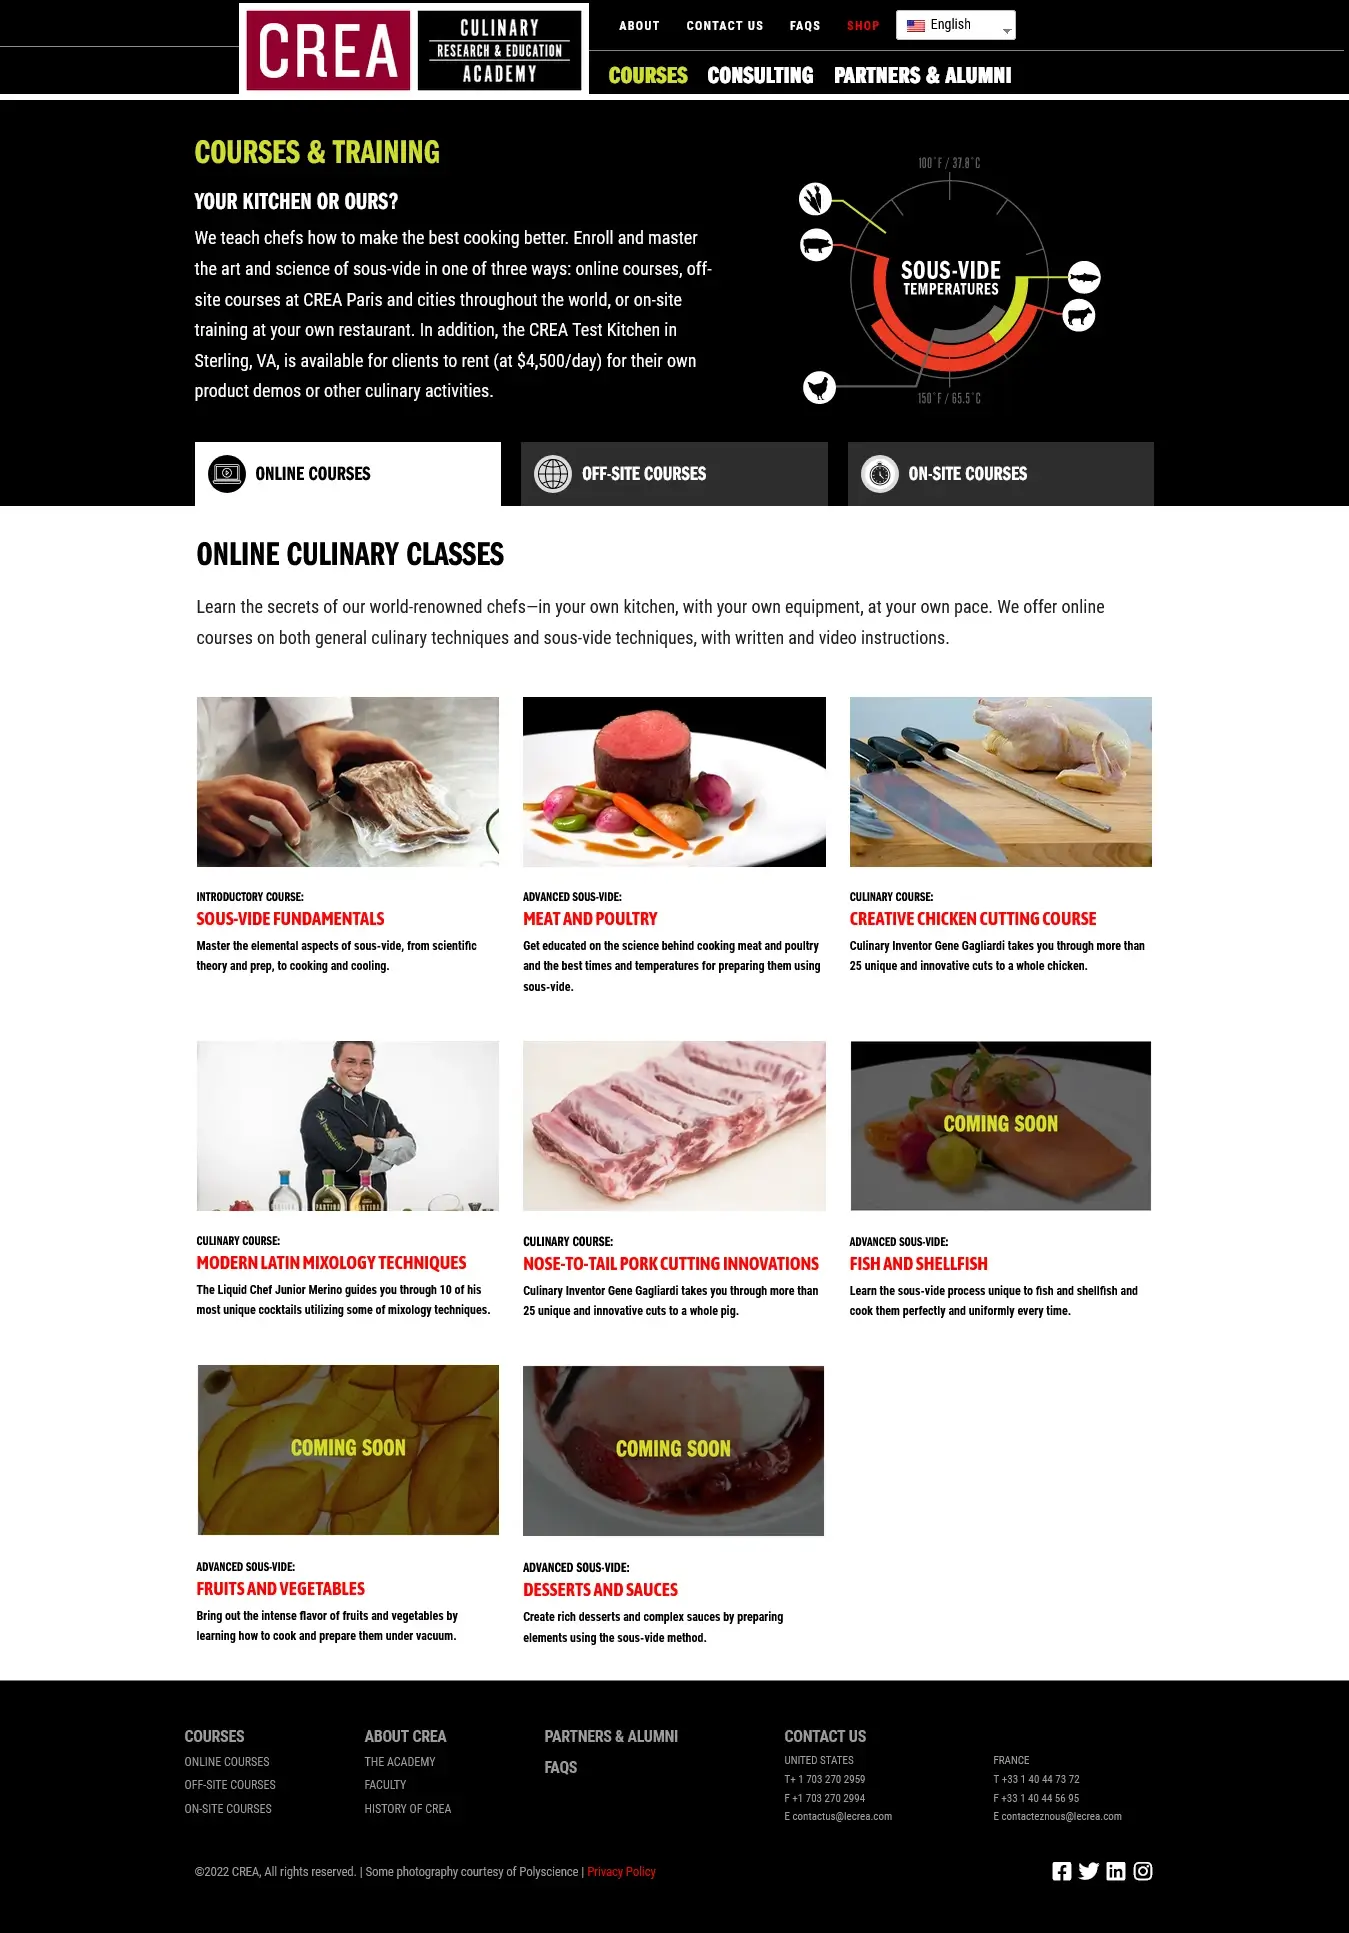 CREA
CULINARY
RESEARCH & EDUCATION
ACADEMY
ABOUT CONTACT US FAQS SHOP English
COURSES CONSULTING PARTNERS & ALUMNI
COURSES & TRAINING
YOUR KITCHEN OR OURS?
We teach chefs how to make the best cooking better. Enroll and master
the art and science of sous-vide in one of three ways: online courses, off-
site courses at CREA Paris and cities throughout the world, or on-site
training at your own restaurant. In addition, the CREA Test Kitchen in
Sterling, VA, is available for clients to rent (at $4,500/day) for their own
product demos or other culinary activities.
100°F / 37.8°C
SOUS-VIDE
TEMPERATURES
150°F / 65.5°C
ONLINE COURSES
OFF-SITE COURSES
ON-SITE COURSES
ONLINE CULINARY CLASSES
Learn the secrets of our world-renowned chefs—in your own kitchen, with your own equipment, at your own pace. We offer online
courses on both general culinary techniques and sous-vide techniques, with written and video instructions.
INTRODUCTORY COURSE:
SOUS-VIDE FUNDAMENTALS
Master the elemental aspects of sous-vide, from scientific
theory and prep, to cooking and cooling.
ADVANCED SOUS-VIDE:
MEAT AND POULTRY
Get educated on the science behind cooking meat and poultry
and the best times and temperatures for preparing them using
sous-vide.
CULINARY COURSE:
CREATIVE CHICKEN CUTTING COURSE
Culinary Inventor Gene Gagliardi takes you through more than
25 unique and innovative cuts to a whole chicken.
CULINARY COURSE:
MODERN LATIN MIXOLOGY TECHNIQUES
The Liquid Chef Junior Merino guides you through 10 of his
most unique cocktails utilizing some of mixology techniques.
CULINARY COURSE:
NOSE-TO-TAIL PORK CUTTING INNOVATIONS
Culinary Inventor Gene Gagliardi takes you through more than
25 unique and innovative cuts to a whole pig.
COMING SOON
ADVANCED SOUS-VIDE:
FISH AND SHELLFISH
Learn the sous-vide process unique to fish and shellfish and
cook them perfectly and uniformly every time.
COMING SOON
ADVANCED SOUS-VIDE:
FRUITS AND VEGETABLES
Bring out the intense flavor of fruits and vegetables by
learning how to cook and prepare them under vacuum.
COMING SOON
ADVANCED SOUS-VIDE:
DESSERTS AND SAUCES
Create rich desserts and complex sauces by preparing
elements using the sous-vide method.
COURSES
ONLINE COURSES
OFF-SITE COURSES
ON-SITE COURSES
ABOUT CREA
THE ACADEMY
FACULTY
HISTORY OF CREA
PARTNERS & ALUMNI
FAQS
CONTACT US
UNITED STATES
T+ 1 703 270 2959
F +1 703 270 2994
E contactus@lecrea.com
FRANCE
T +33 1 40 44 73 72
F +33 1 40 44 56 95
E contacteznous@lecrea.com
©2022 CREA, All rights reserved. | Some photography courtesy of Polyscience | Privacy Policy